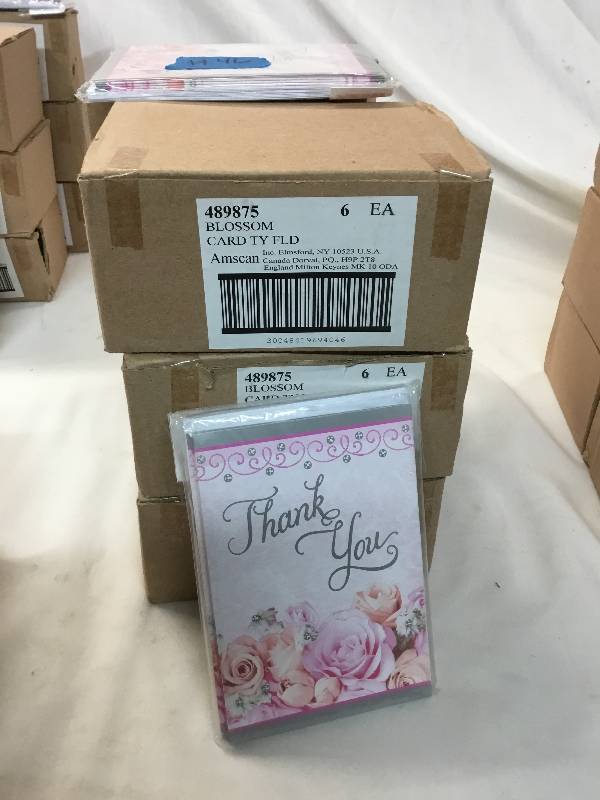 489875 6 EA
BLOSSOM
CARD TY FLD
Amscan Inc. Elmsford, NY 10523 U.S.A.
Canada Dorval, PQ., H9P 2T8
England Milton Keynes MK 10 ODA
489875 6 EA
BLOSSOM
Thank
You